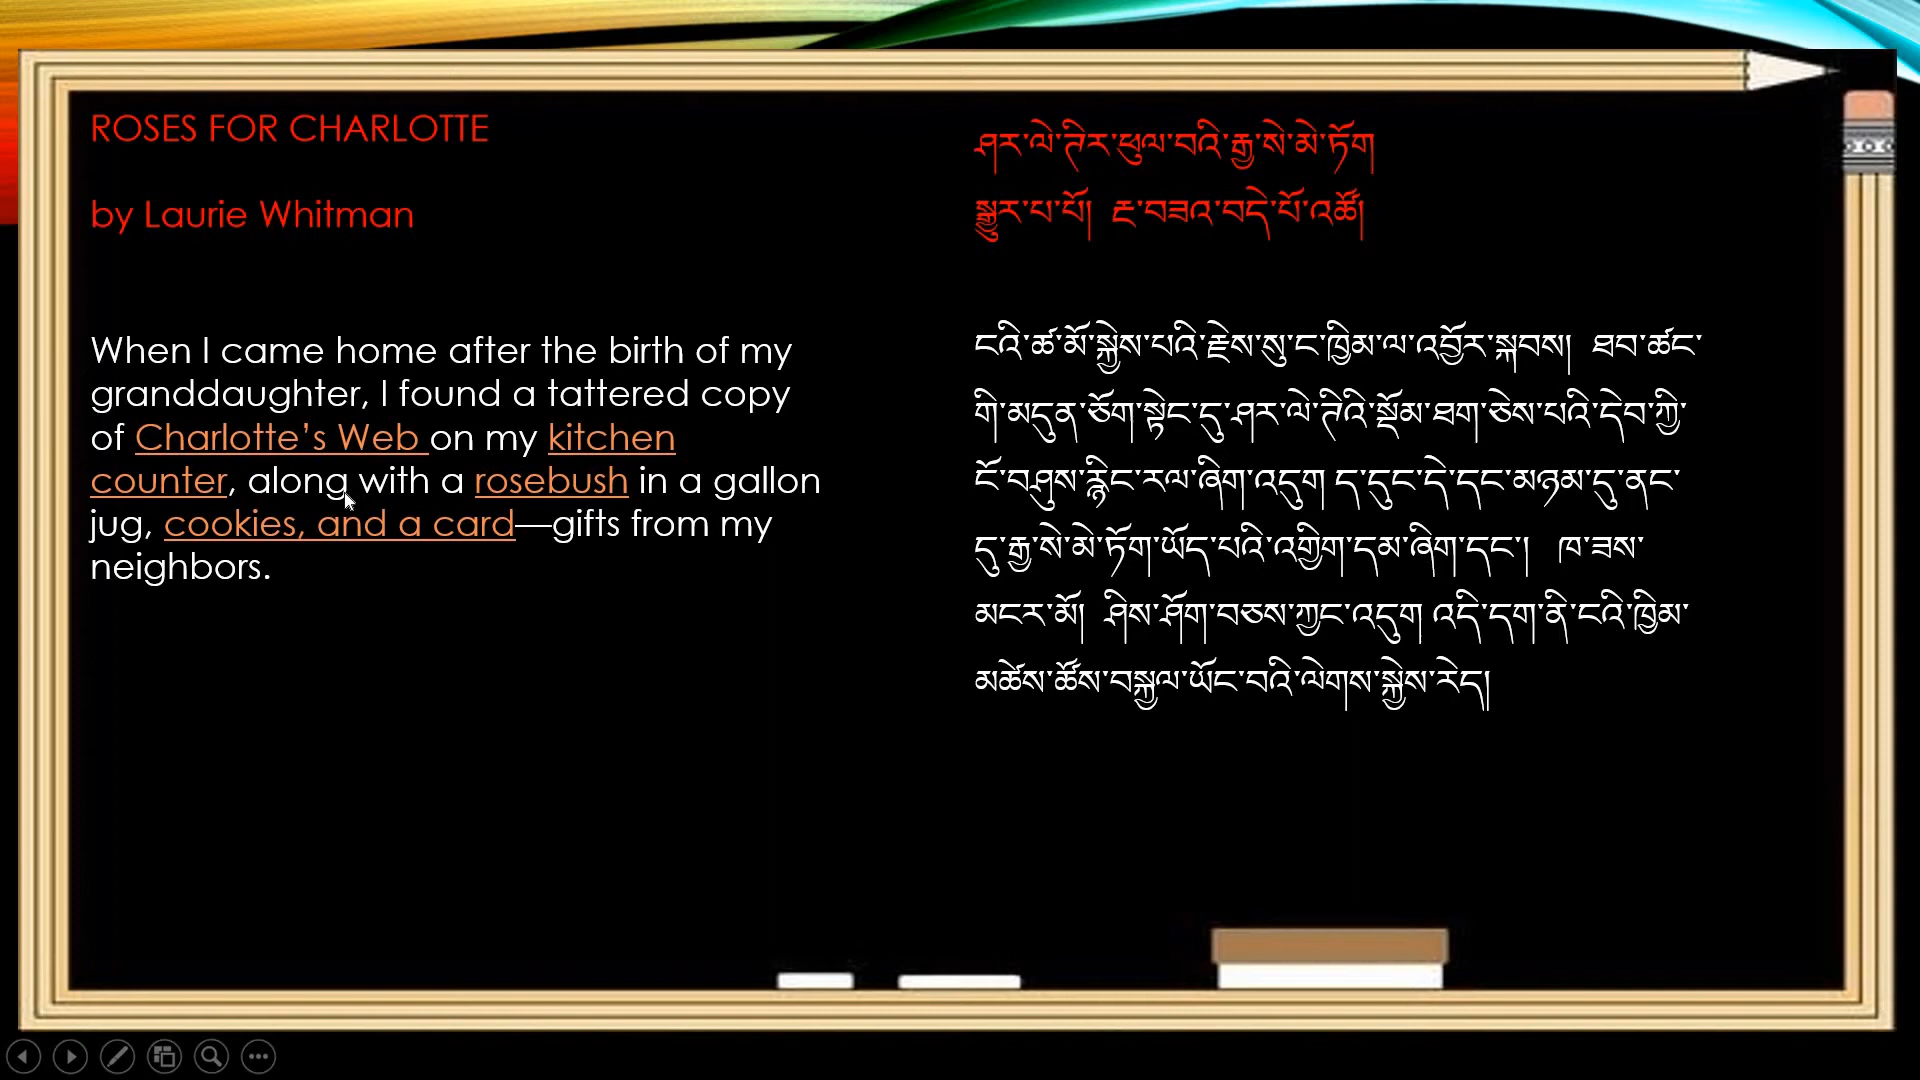 ROSES FOR CHARLOTTE
by Laurie Whitman
When I came home after the birth of my
granddaughter, I found a tattered copy
of Charlotte’s Web on my kitchen
counter, along with a rosebush in a gallon
jug, cookies, and a card—gifts from my
neighbors.
ཤར་ལེ་ཊིར་ཕུལ་བའི་རྒྱ་སེ་མེ་ཏོག
སྒྱུར་པ་པོ། རྔ་བཟའ་བདེ་པོ་འཚོ།
ངའི་ཚ་མོ་སྐྱེས་པའི་རྗེས་སུ་ང་ཁྱིམ་ལ་འབྱོར་སྐབས། ཐབ་ཚང་
གི་མདུན་ཅོག་སྟེང་དུ་ཤར་ལེ་ཊིའི་སྡོམ་ཐག་ཅེས་པའི་དེབ་ཀྱི་
ངོ་བཤུས་རྙིང་རལ་ཞིག་འདུག ད་དུང་དེ་དང་མཉམ་དུ་ནང་
དུ་རྒྱ་སེ་མེ་ཏོག་ཡོད་པའི་འགྱིག་དམ་ཞིག་དང་། ཁ་ཟས་
མངར་མོ། ཤིས་ཤོག་བཅས་ཀྱང་འདུག འདི་དག་ནི་ངའི་ཁྱིམ་
མཚེས་ཚོས་བསྐྱལ་ཡོང་བའི་ལེགས་སྐྱེས་རེད།